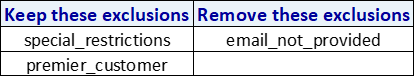 Keep these exclusions Remove these exclusions
special_restrictions email_not_provided
premier_customer